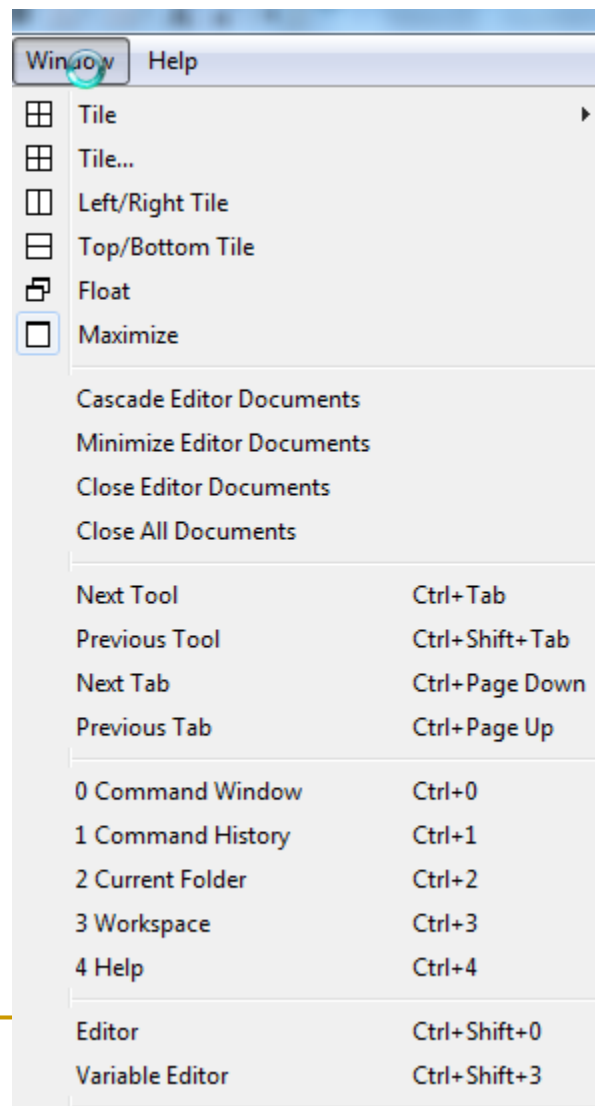 Window Help
Tile
Tile...
Left/Right Tile
Top/Bottom Tile
Float
Maximize
Cascade Editor Documents
Minimize Editor Documents
Close Editor Documents
Close All Documents
Next Tool Ctrl+Tab
Previous Tool Ctrl+Shift+Tab
Next Tab Ctrl+Page Down
Previous Tab Ctrl+Page Up
0 Command Window Ctrl+0
1 Command History Ctrl+1
2 Current Folder Ctrl+2
3 Workspace Ctrl+3
4 Help Ctrl+4
Editor Ctrl+Shift+0
Variable Editor Ctrl+Shift+3